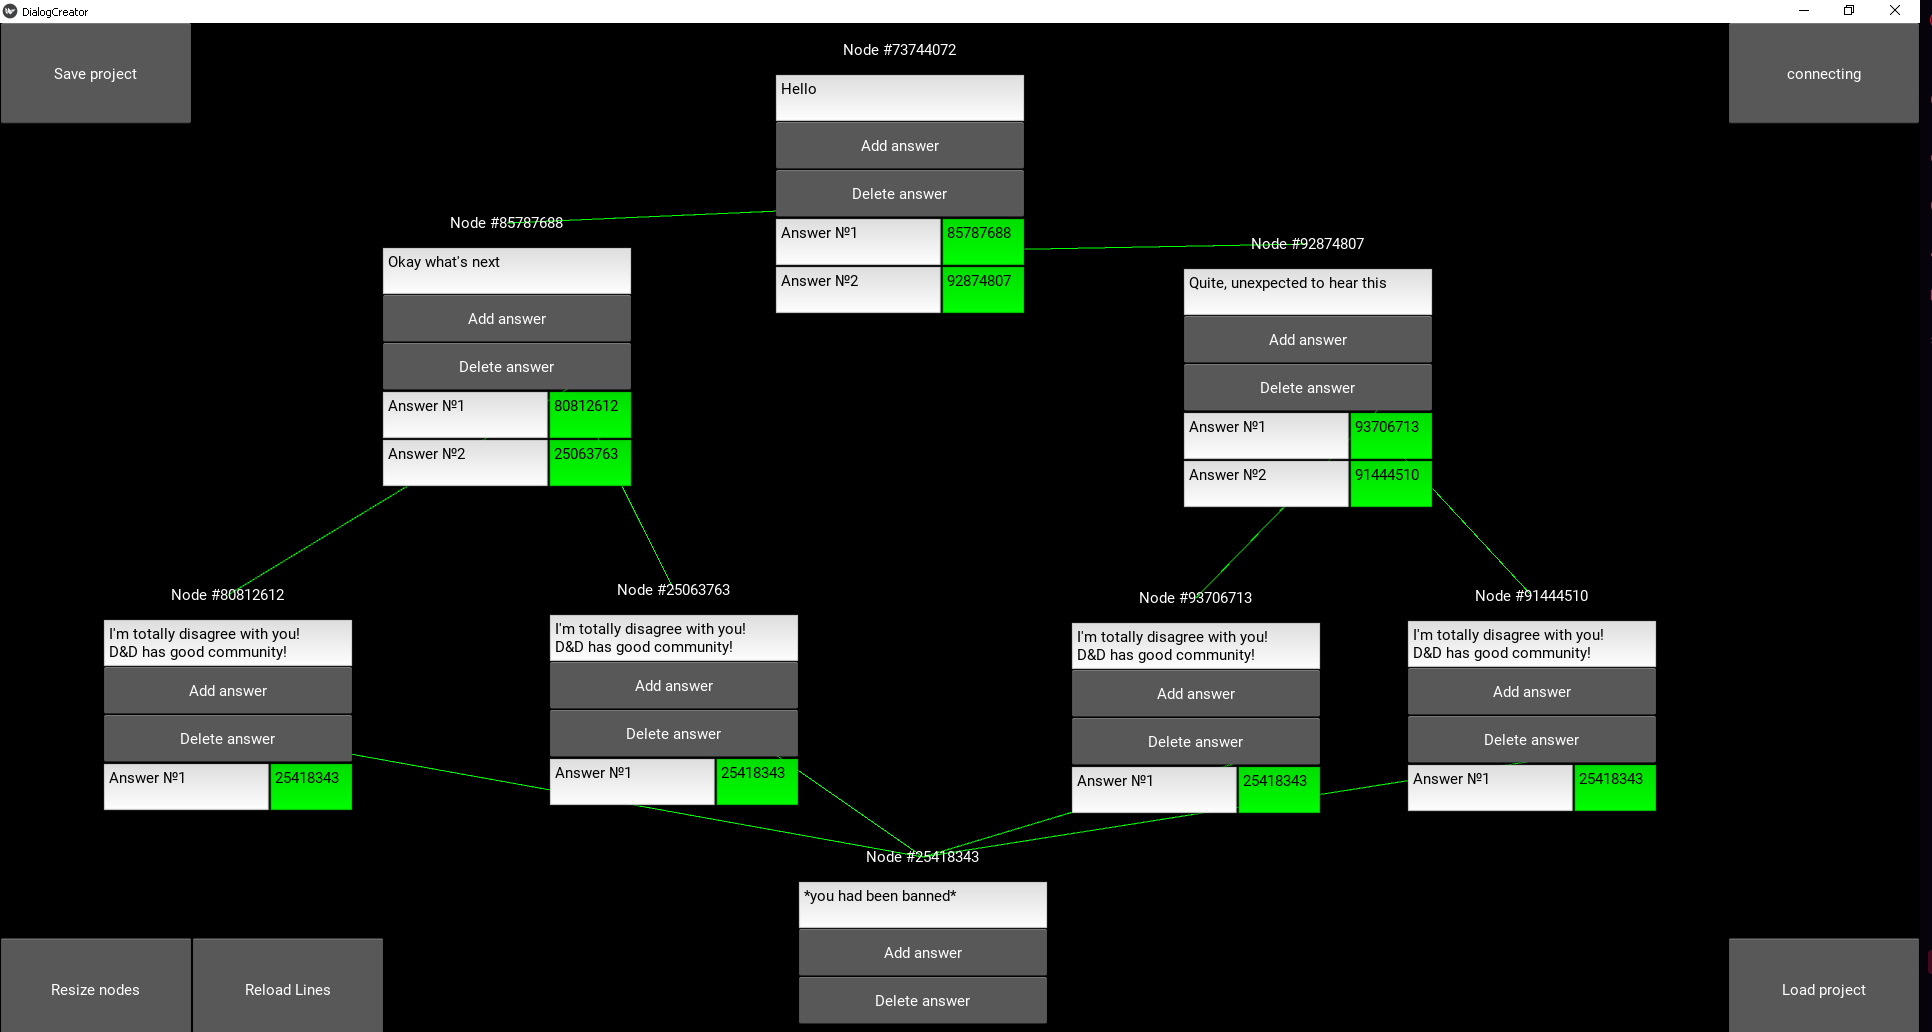 DialogCreator
Save project
connecting
Node #73744072
Hello
Add answer
Delete answer
Answer №1
85787688
Answer №2
92874807
Node #85787688
Okay what's next
Add answer
Delete answer
Answer №1
80812612
Answer №2
25063763
Node #92874807
Quite, unexpected to hear this
Add answer
Delete answer
Answer №1
93706713
Answer №2
91444510
Node #80812612
I'm totally disagree with you!
D&D has good community!
Add answer
Delete answer
Answer №1
25418343
Node #25063763
I'm totally disagree with you!
D&D has good community!
Add answer
Delete answer
Answer №1
25418343
Node #93706713
I'm totally disagree with you!
D&D has good community!
Add answer
Delete answer
Answer №1
25418343
Node #91444510
I'm totally disagree with you!
D&D has good community!
Add answer
Delete answer
Answer №1
25418343
Node #25418343
*you had been banned*
Add answer
Delete answer
Resize nodes
Reload Lines
Load project